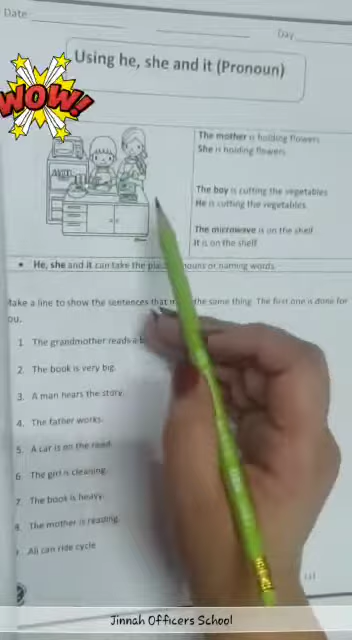 Date
Day
Using he, she and it (Pronoun)
WOW!
The mother is holding flowers
She is holding flowers
The boy is cutting the vegetables
He is cutting the vegetables
The microwave is on the shelf
It is on the shelf
He, she and it can take the nouns or naming words.
Make a line to show the sentences that the same thing. The first one is done for
you.
1. The grandmother reads a
2. The book is very big.
3. A man hears the story.
4. The father works.
5. A car is on the road
6. The girl is cleaning.
7. The book is heavy.
8. The mother is reading.
9. Ali can ride cycle
Jinnah Officers School